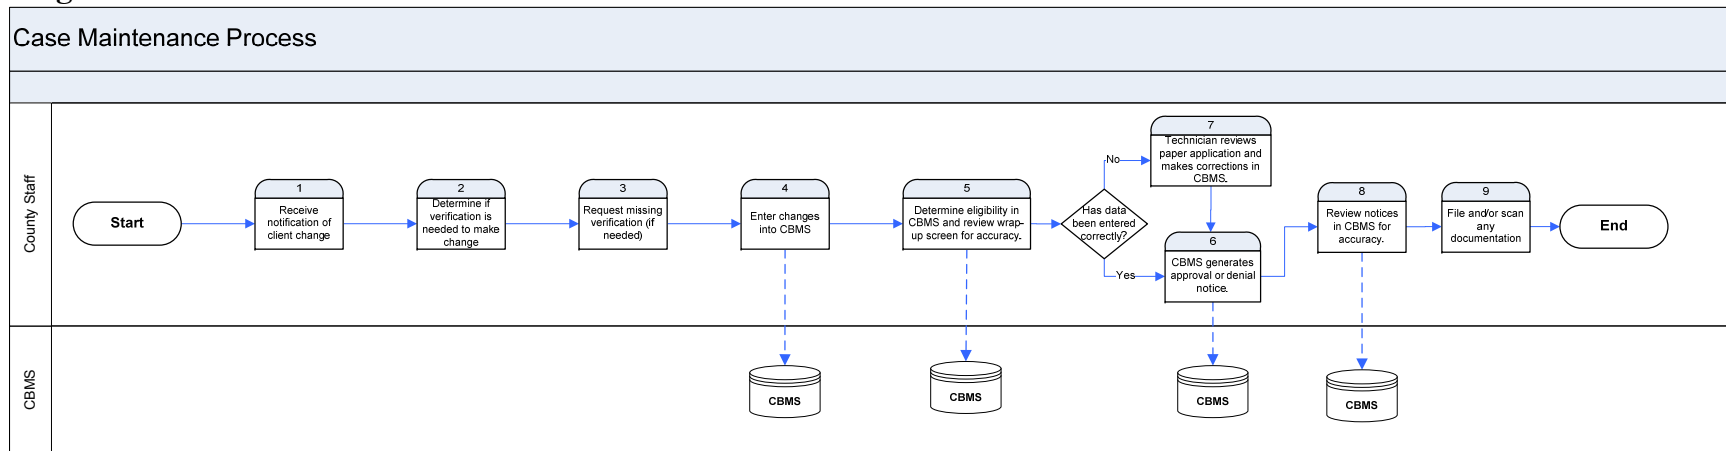 Case Maintenance Process
County Staff
Start
1
Receive
notification of
client change
2
Determine if
verification is
needed to make
change
3
Request missing
verification (if
needed)
4
Enter changes
into CBMS
5
Determine eligibility in
CBMS and review wrap-
up screen for accuracy.
Has data
been entered
correctly?
No
Yes
7
Technician reviews
paper application and
makes corrections in
CBMS.
6
CBMS generates
approval or denial
notice.
8
Review notices
in CBMS for
accuracy.
9
File and/or scan
any
documentation
End
CBMS
CBMS
CBMS
CBMS
CBMS